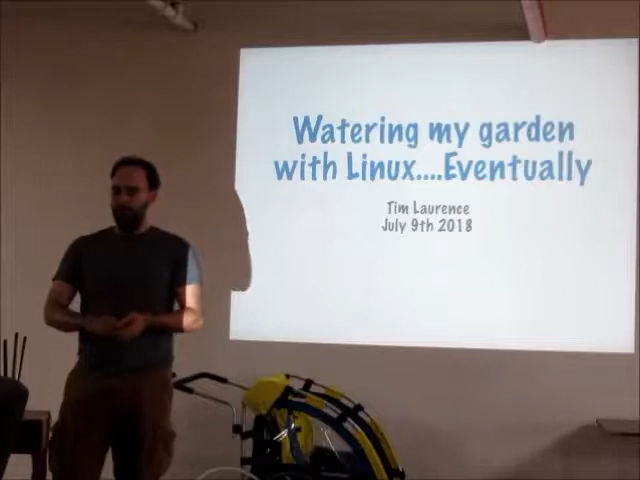 Watering my garden
with Linux....Eventually
Tim Laurence
July 9th 2018